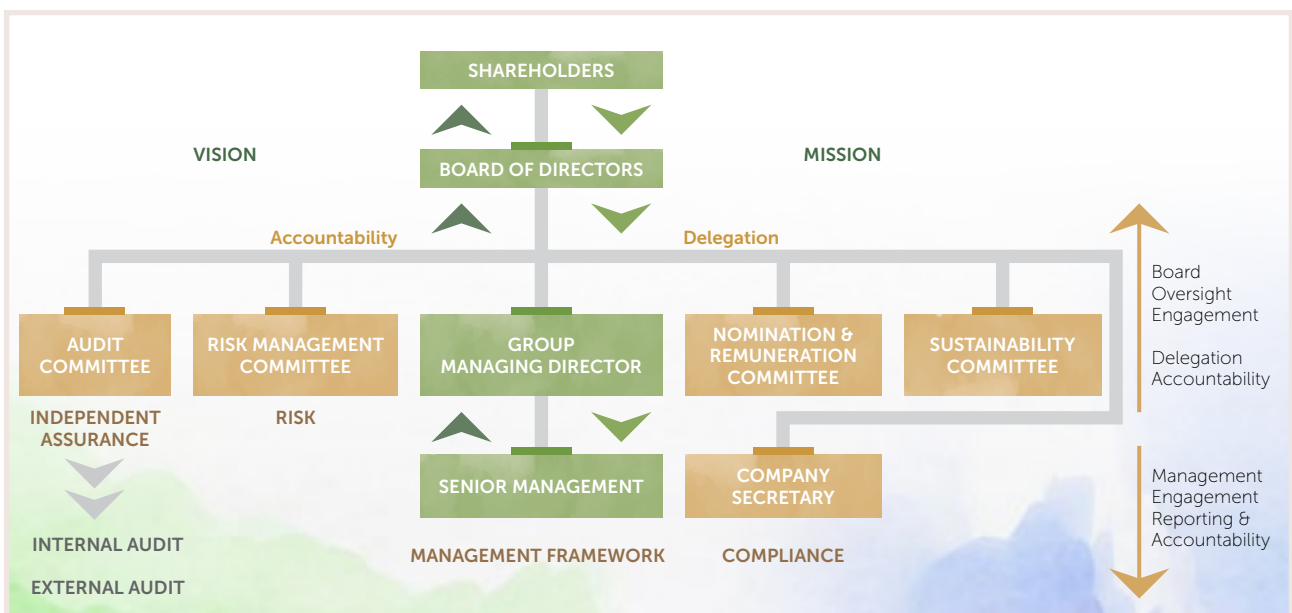 SHAREHOLDERS
VISION
BOARD OF DIRECTORS
MISSION
Accountability
Delegation
AUDIT
COMMITTEE
RISK MANAGEMENT
COMMITTEE
GROUP
MANAGING DIRECTOR
NOMINATION &
REMUNERATION
COMMITTEE
SUSTAINABILITY
COMMITTEE
Board
Oversight
Engagement
Delegation
Accountability
INDEPENDENT
ASSURANCE
RISK
SENIOR MANAGEMENT
COMPANY
SECRETARY
Management
Engagement
Reporting &
Accountability
INTERNAL AUDIT
EXTERNAL AUDIT
MANAGEMENT FRAMEWORK
COMPLIANCE